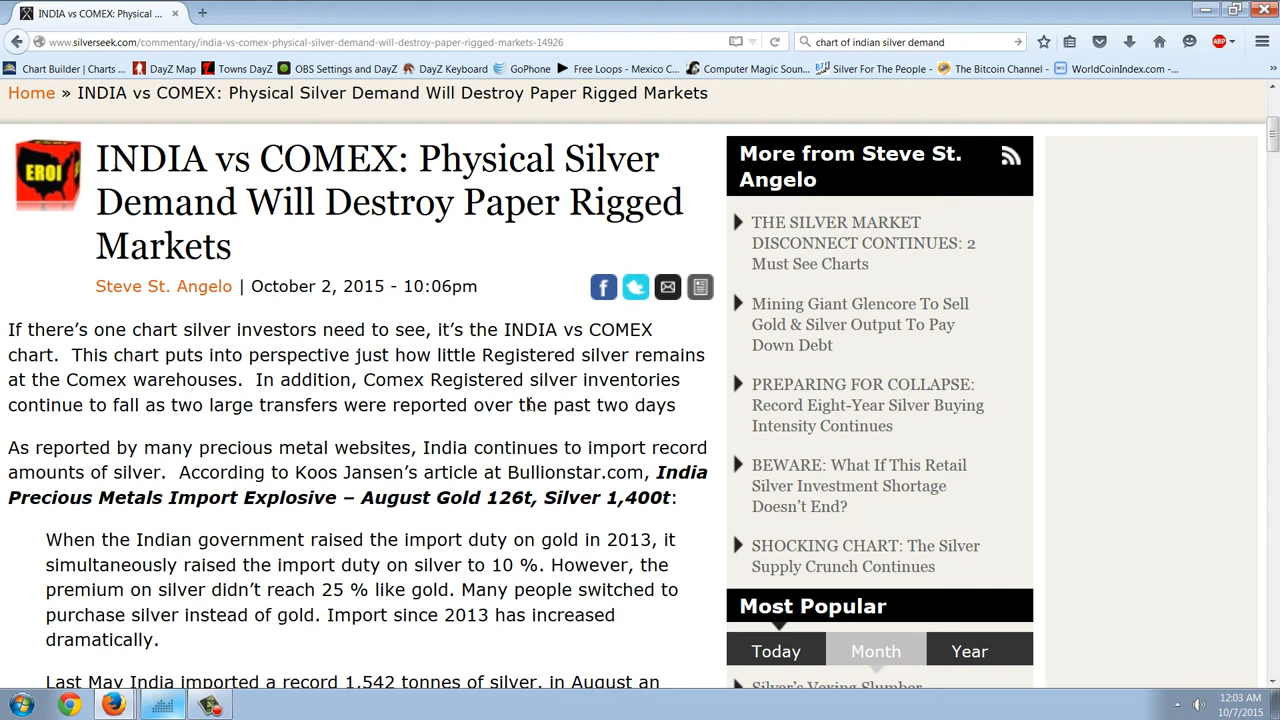 INDIA vs COMEX: Physical Silver ...
www.silverseek.com/commentary/india-vs-comex-physical-silver-demand-will-destroy-paper-rigged-markets-14926
chart of indian silver demand
ABP
Chart Builder | Charts ...
DayZ Map
Towns DayZ
OBS Settings and DayZ
DayZ Keyboard
GoPhone
Free Loops - Mexico C...
Computer Magic Soun...
Silver For The People -
The Bitcoin Channel -
WorldCoinIndex.com -...
Home » INDIA vs COMEX: Physical Silver Demand Will Destroy Paper Rigged Markets
EROI
INDIA vs COMEX: Physical Silver
Demand Will Destroy Paper Rigged
Markets
Steve St. Angelo | October 2, 2015 - 10:06pm
If there’s one chart silver investors need to see, it’s the INDIA vs COMEX
chart. This chart puts into perspective just how little Registered silver remains
at the Comex warehouses. In addition, Comex Registered silver inventories
continue to fall as two large transfers were reported over the past two days
As reported by many precious metal websites, India continues to import record
amounts of silver. According to Koos Jansen’s article at Bullionstar.com, India
Precious Metals Import Explosive – August Gold 126t, Silver 1,400t:
When the Indian government raised the import duty on gold in 2013, it
simultaneously raised the import duty on silver to 10 %. However, the
premium on silver didn’t reach 25 % like gold. Many people switched to
purchase silver instead of gold. Import since 2013 has increased
dramatically.
Last May India imported a record 1,542 tonnes of silver, in August an
More from Steve St.
Angelo
THE SILVER MARKET
DISCONNECT CONTINUES: 2
Must See Charts
Mining Giant Glencore To Sell
Gold & Silver Output To Pay
Down Debt
PREPARING FOR COLLAPSE:
Record Eight-Year Silver Buying
Intensity Continues
BEWARE: What If This Retail
Silver Investment Shortage
Doesn’t End?
SHOCKING CHART: The Silver
Supply Crunch Continues
Most Popular
Today
Month
Year
Silver’s Vexing Slumber
12:03 AM
10/7/2015